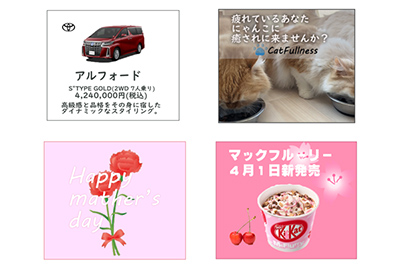 アルフォード
S"TYPE GOLD(2WD 7人乗り)
4,240,000円(税込)
高級感と品格をその身に宿した
ダイナミックなスタイリング。
疲れているあなた
にゃんこに
癒されに来ませんか？
CatFullness
Happy
mother's
day
マックフルーリー
4月1日新発売
KitKat